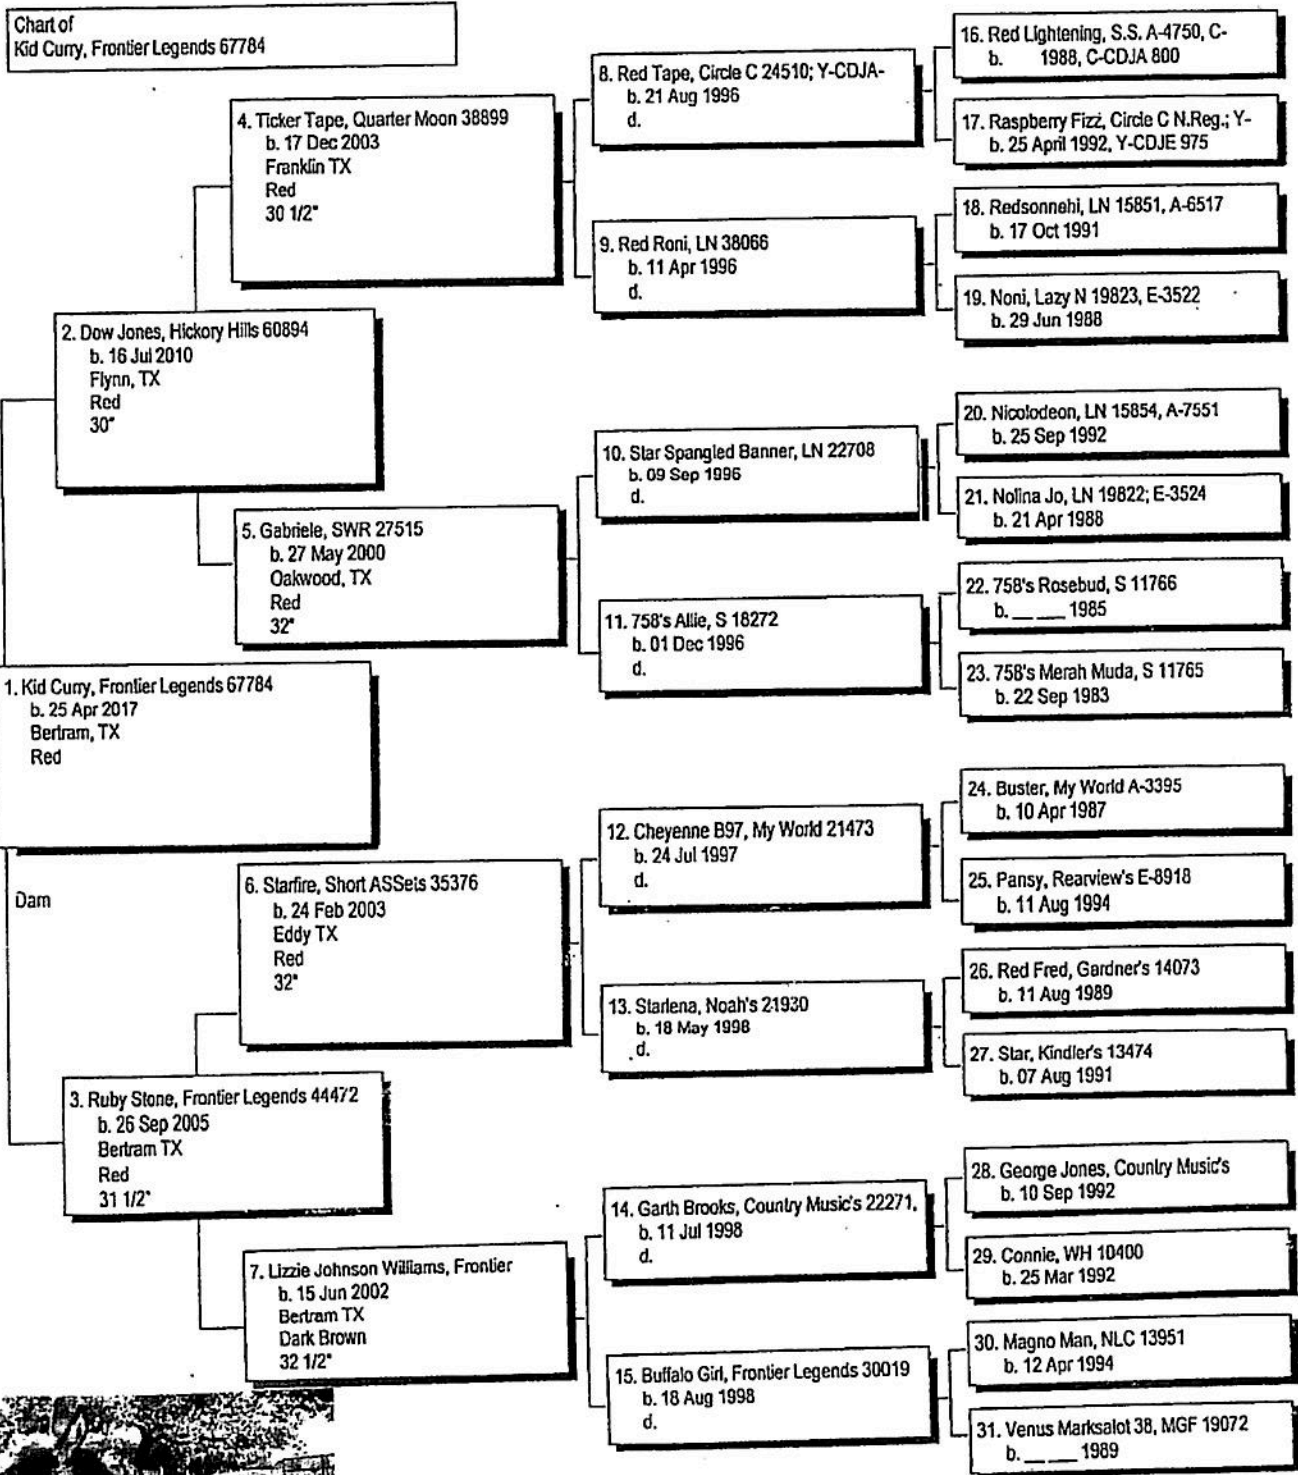 Chart of
Kid Curry, Frontier Legends 67784
1. Kid Curry, Frontier Legends 67784
b. 25 Apr 2017
Bertram, TX
Red
Dam
2. Dow Jones, Hickory Hills 60894
b. 16 Jul 2010
Flynn, TX
Red
30"
3. Ruby Stone, Frontier Legends 44472
b. 26 Sep 2005
Bertram TX
Red
31 1/2"
4. Ticker Tape, Quarter Moon 38899
b. 17 Dec 2003
Franklin TX
Red
30 1/2"
5. Gabriele, SWR 27515
b. 27 May 2000
Oakwood, TX
Red
32"
6. Starfire, Short ASSets 35376
b. 24 Feb 2003
Eddy TX
Red
32"
7. Lizzie Johnson Williams, Frontier
b. 15 Jun 2002
Bertram TX
Dark Brown
32 1/2"
8. Red Tape, Circle C 24510; Y-CDJA-
b. 21 Aug 1996
d.
9. Red Roni, LN 38066
b. 11 Apr 1996
d.
10. Star Spangled Banner, LN 22708
b. 09 Sep 1996
d.
11. 758's Allie, S 18272
b. 01 Dec 1996
d.
12. Cheyenne B97, My World 21473
b. 24 Jul 1997
d.
13. Starlena, Noah's 21930
b. 18 May 1998
d.
14. Garth Brooks, Country Music's 22271,
b. 11 Jul 1998
d.
15. Buffalo Girl, Frontier Legends 30019
b. 18 Aug 1998
d.
16. Red Lightening, S.S. A-4750, C-
b. 1988, C-CDJA 800
17. Raspberry Fizz, Circle C N.Reg.; Y-
b. 25 April 1992, Y-CDJE 975
18. Redsonnehi, LN 15851, A-6517
b. 17 Oct 1991
19. Noni, Lazy N 19823, E-3522
b. 29 Jun 1988
20. Nicolodeon, LN 15854, A-7551
b. 25 Sep 1992
21. Nolina Jo, LN 19822; E-3524
b. 21 Apr 1988
22. 758's Rosebud, S 11766
b. __ ___ 1985
23. 758's Merah Muda, S 11765
b. 22 Sep 1983
24. Buster, My World A-3395
b. 10 Apr 1987
25. Pansy, Rearview's E-8918
b. 11 Aug 1994
26. Red Fred, Gardner's 14073
b. 11 Aug 1989
27. Star, Kindler's 13474
b. 07 Aug 1991
28. George Jones, Country Music's
b. 10 Sep 1992
29. Connie, WH 10400
b. 25 Mar 1992
30. Magno Man, NLC 13951
b. 12 Apr 1994
31. Venus Marksalot 38, MGF 19072
b. __ ___ 1989